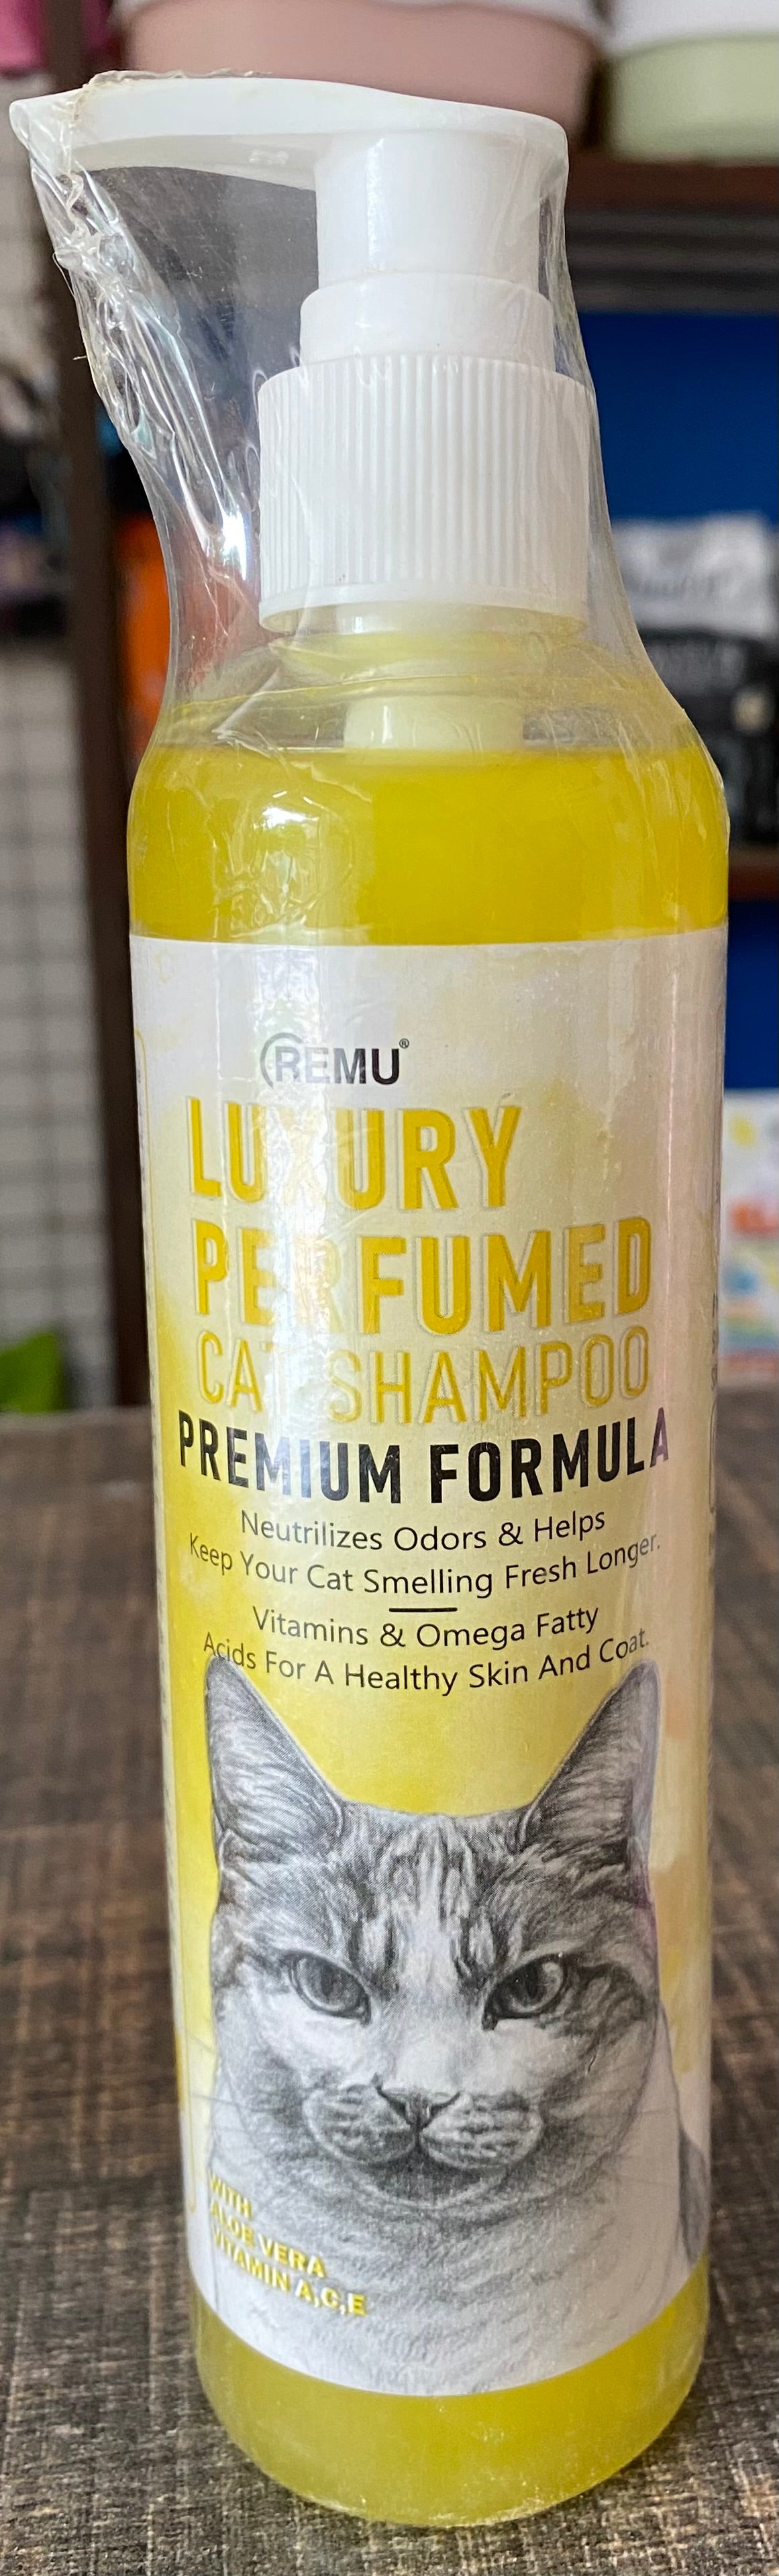 REMU®
LUXURY
PERFUMED
CAT SHAMPOO
PREMIUM FORMULA
Neutrilizes Odors & Helps
Keep Your Cat Smelling Fresh Longer.
Vitamins & Omega Fatty
Acids For A Healthy Skin And Coat.
WITH
ALOE VERA
VITAMIN A,C,E